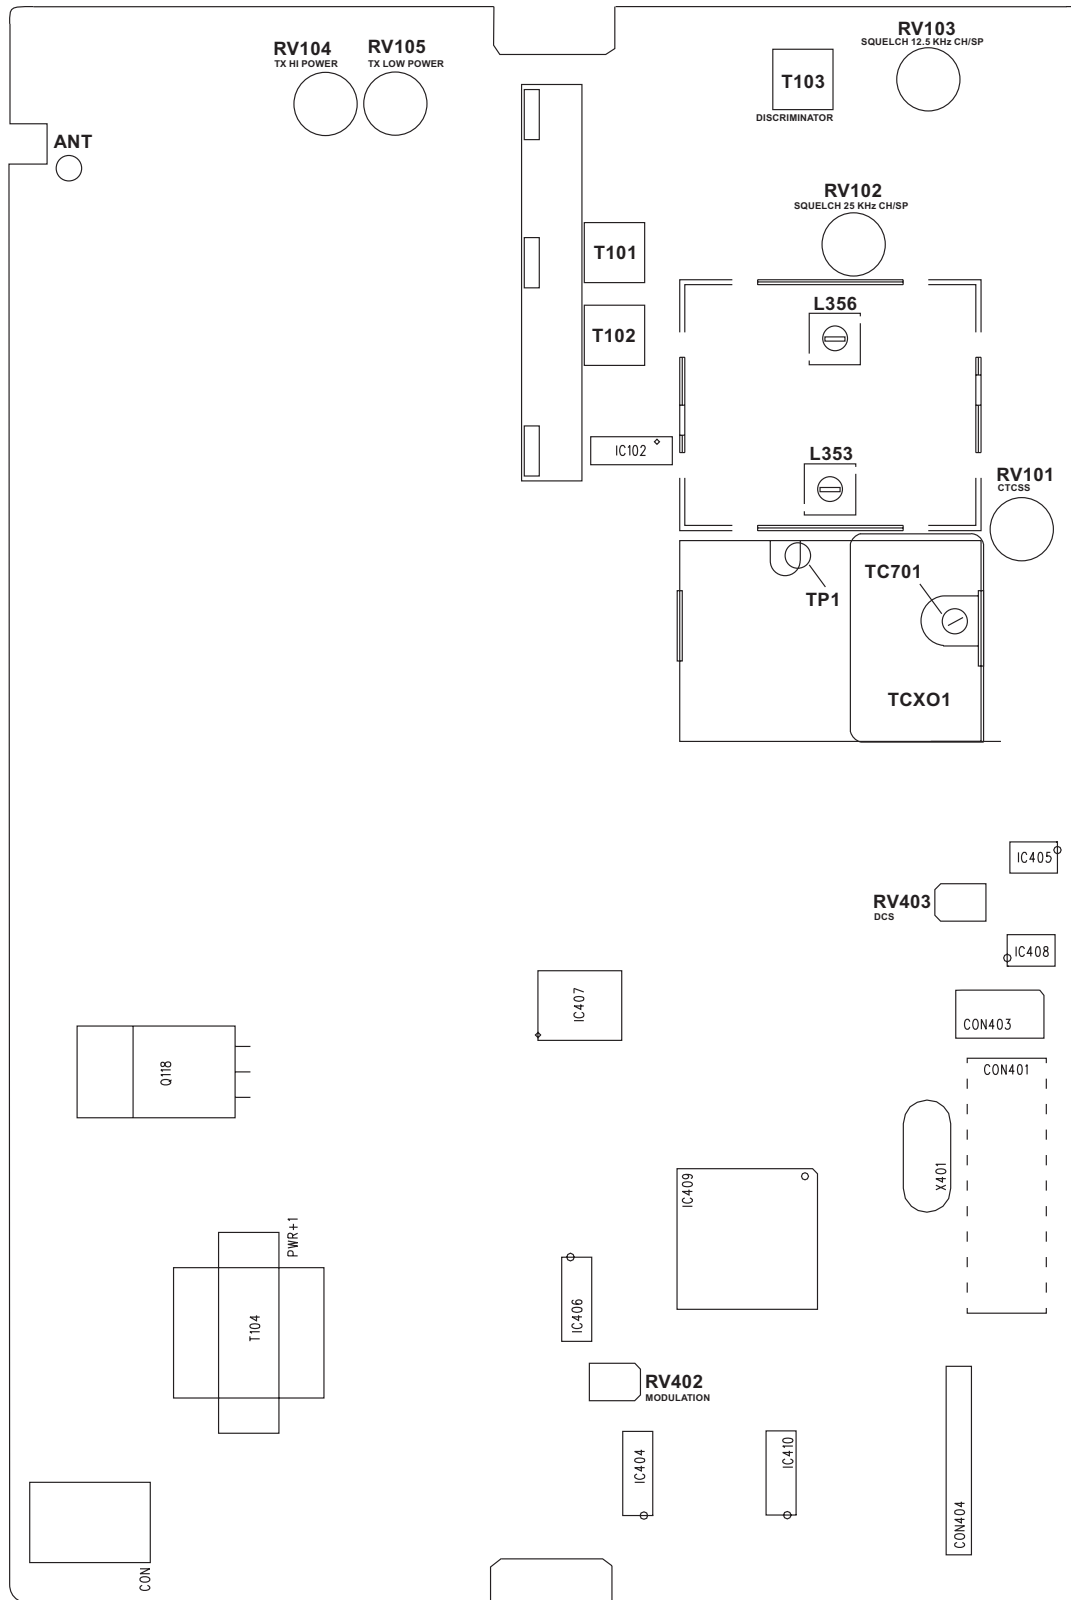 RV103
SQUELCH 12.5 KHz CH/SP
RV104
TX HI POWER
RV105
TX LOW POWER
T103
DISCRIMINATOR
ANT
RV102
SQUELCH 25 KHz CH/SP
T101
L356
T102
IC102
L353
RV101
CTCSS
TC701
TP1
TCXO1
IC405
RV403
DCS
IC408
IC407
CON403
Q118
CON401
X401
IC409
PWR+1
T104
IC406
RV402
MODULATION
IC404
IC410
CON404
CON